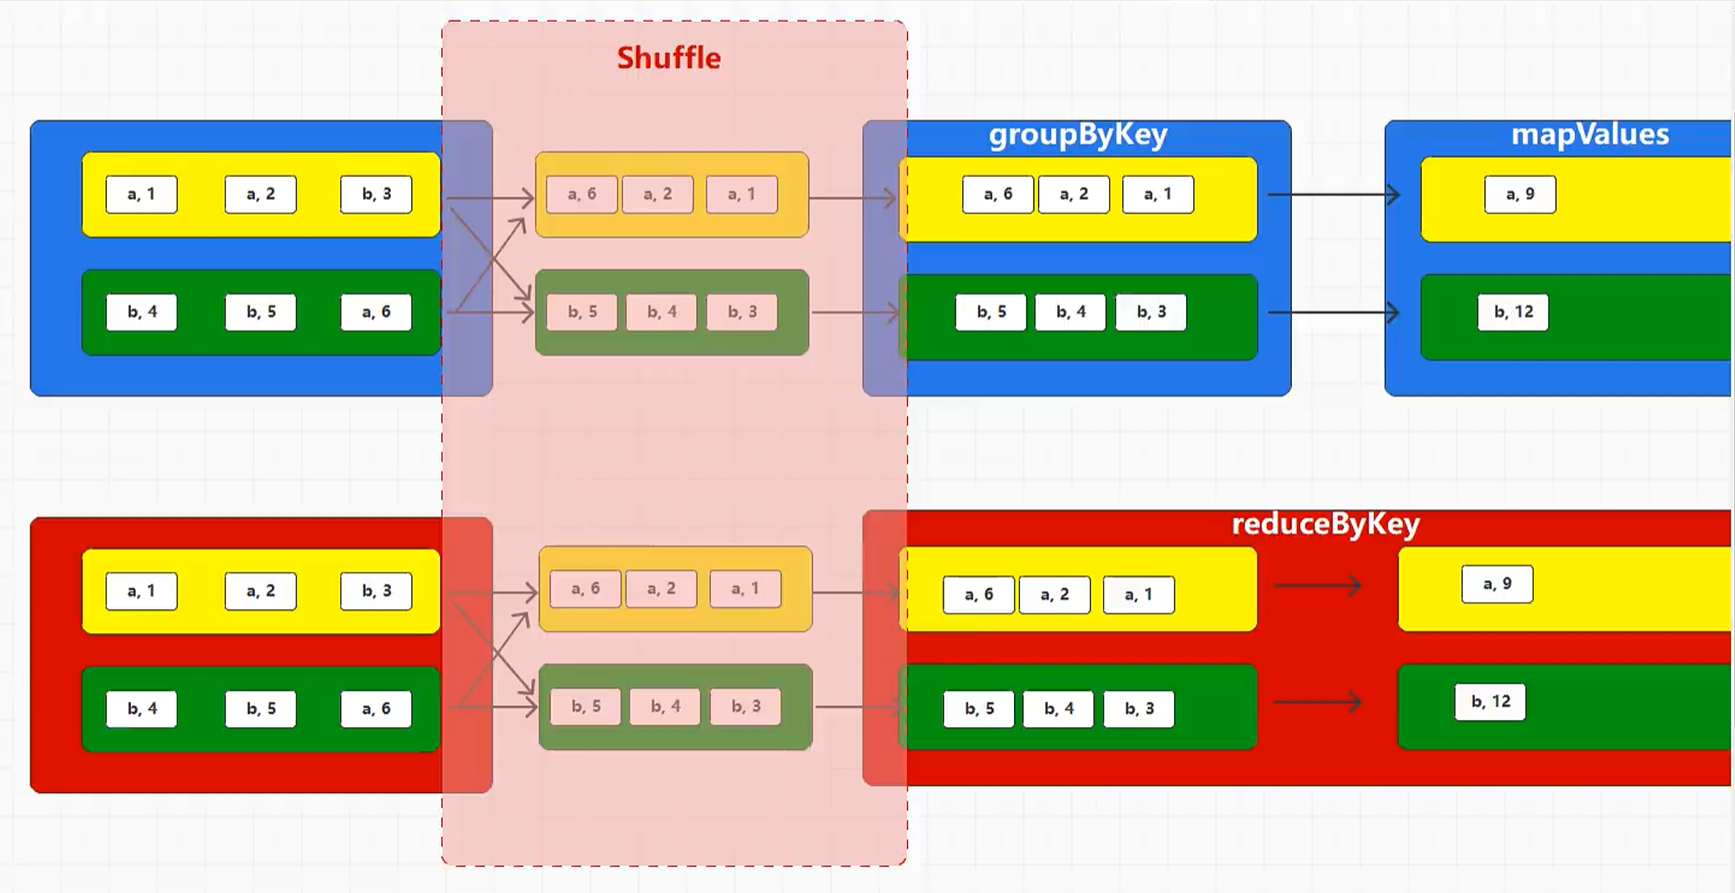 Shuffle
groupByKey
mapValues
a, 1 a, 2 b, 3 a, 6 a, 2 a, 1 a, 6 a, 2 a, 1 a, 9
b, 4 b, 5 a, 6 b, 5 b, 4 b, 3 b, 5 b, 4 b, 3 b, 12
reduceByKey
a, 1 a, 2 b, 3 a, 6 a, 2 a, 1 a, 6 a, 2 a, 1 a, 9
b, 4 b, 5 a, 6 b, 5 b, 4 b, 3 b, 5 b, 4 b, 3 b, 12